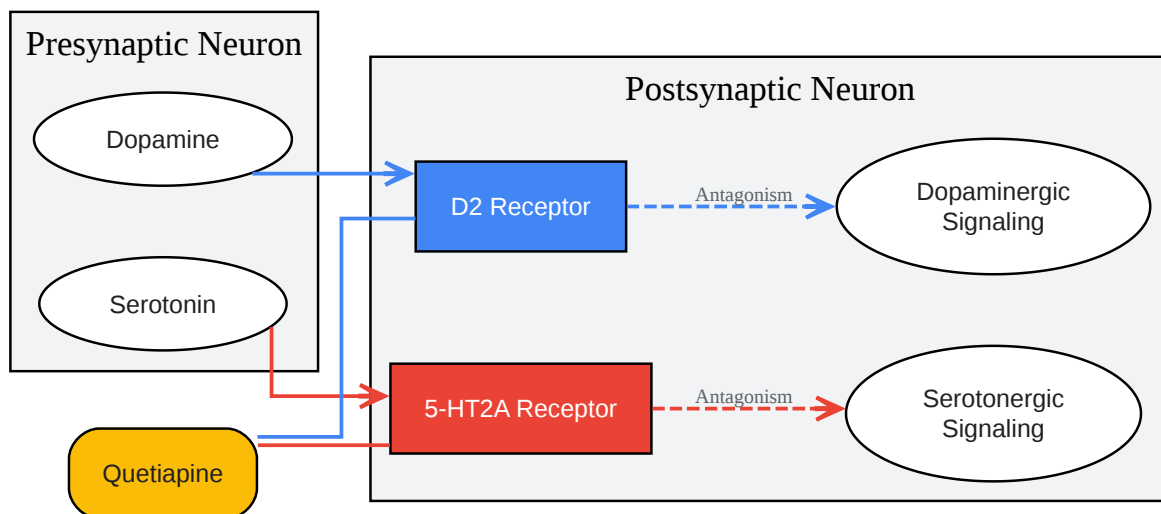 Presynaptic Neuron
Dopamine
Serotonin
Quetiapine
Postsynaptic Neuron
D2 Receptor
Antagonism
Dopaminergic
Signaling
5-HT2A Receptor
Antagonism
Serotonergic
Signaling